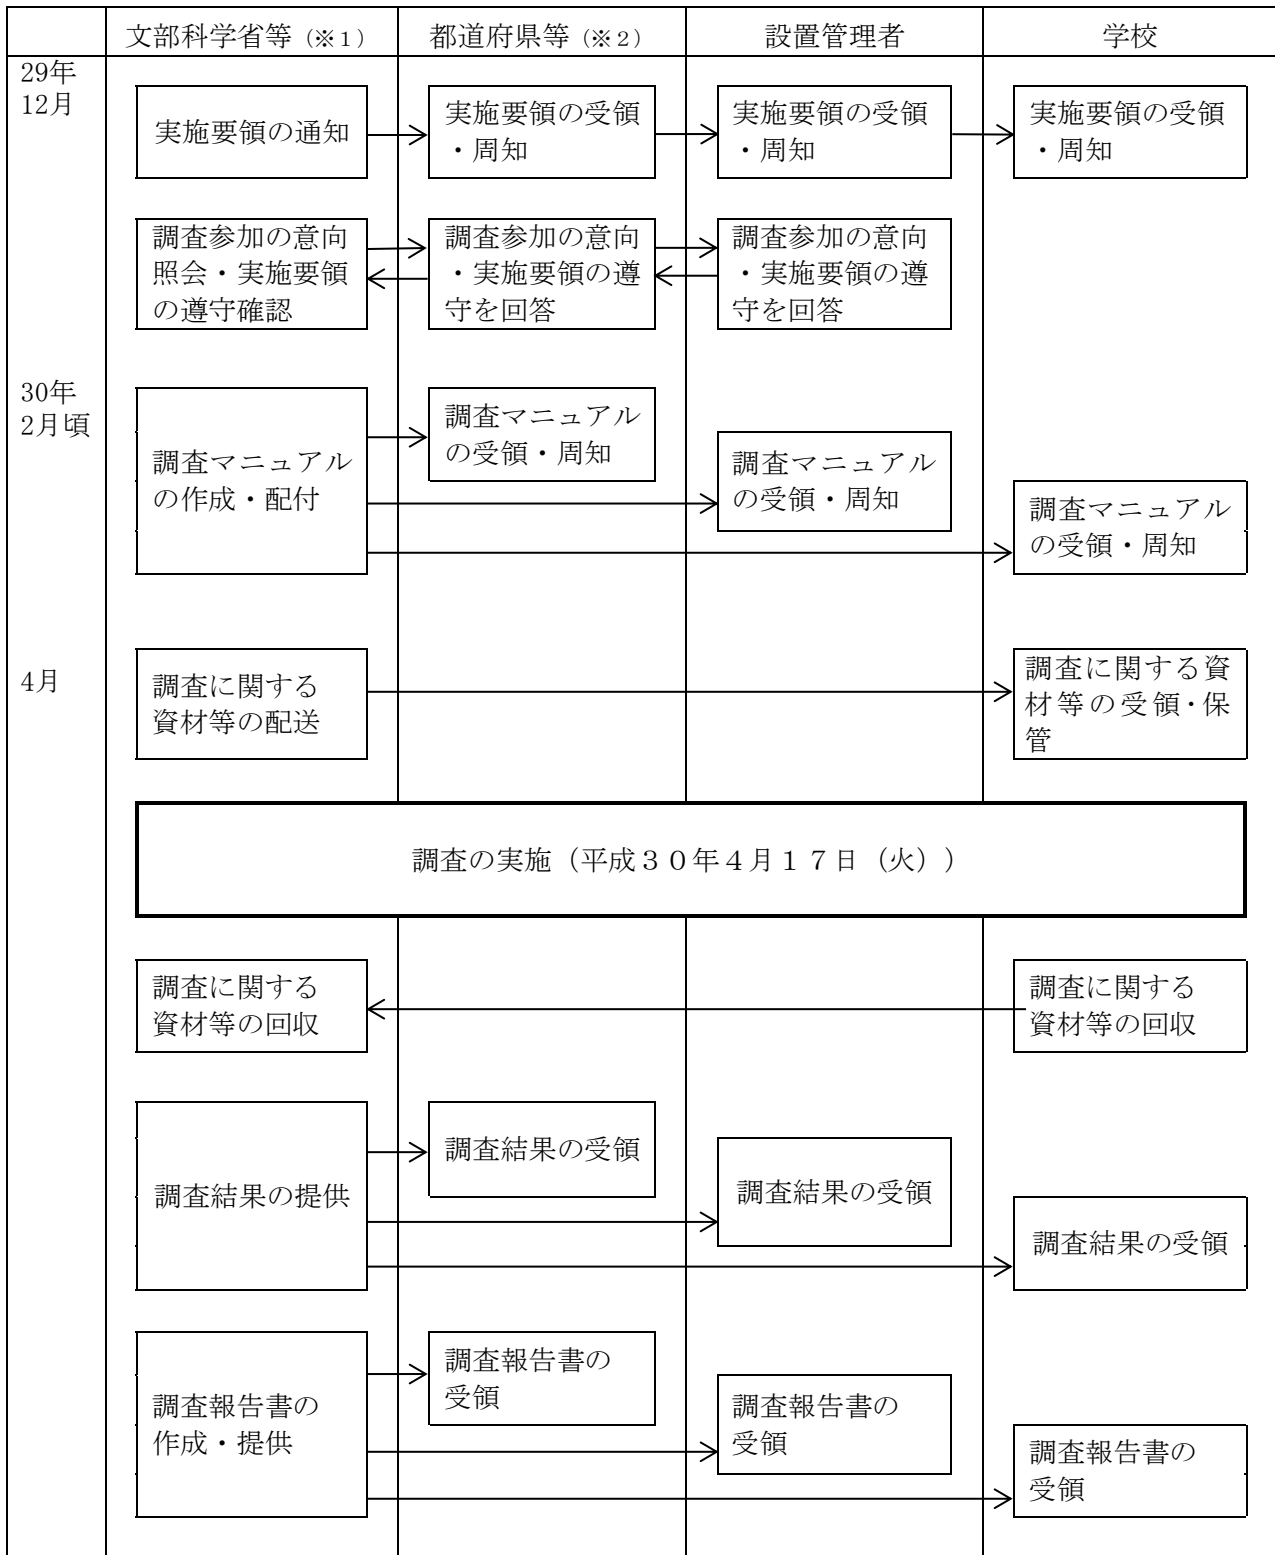 文部科学省等（※1）
都道府県等（※2）
設置管理者
学校
29年
12月
実施要領の通知
実施要領の受領
・周知
実施要領の受領
・周知
実施要領の受領
・周知
調査参加の意向
照会・実施要領
の遵守確認
調査参加の意向
・実施要領の遵
守を回答
調査参加の意向
・実施要領の遵
守を回答
30年
2月頃
調査マニュアル
の作成・配付
調査マニュアル
の受領・周知
調査マニュアル
の受領・周知
調査マニュアル
の受領・周知
4月
調査に関する
資材等の配送
調査に関する資
材等の受領・保
管
調査の実施（平成３０年４月１７日（火））
調査に関する
資材等の回収
調査に関する
資材等の回収
調査結果の提供
調査結果の受領
調査結果の受領
調査結果の受領
調査報告書の
作成・提供
調査報告書の
受領
調査報告書の
受領
調査報告書の
受領